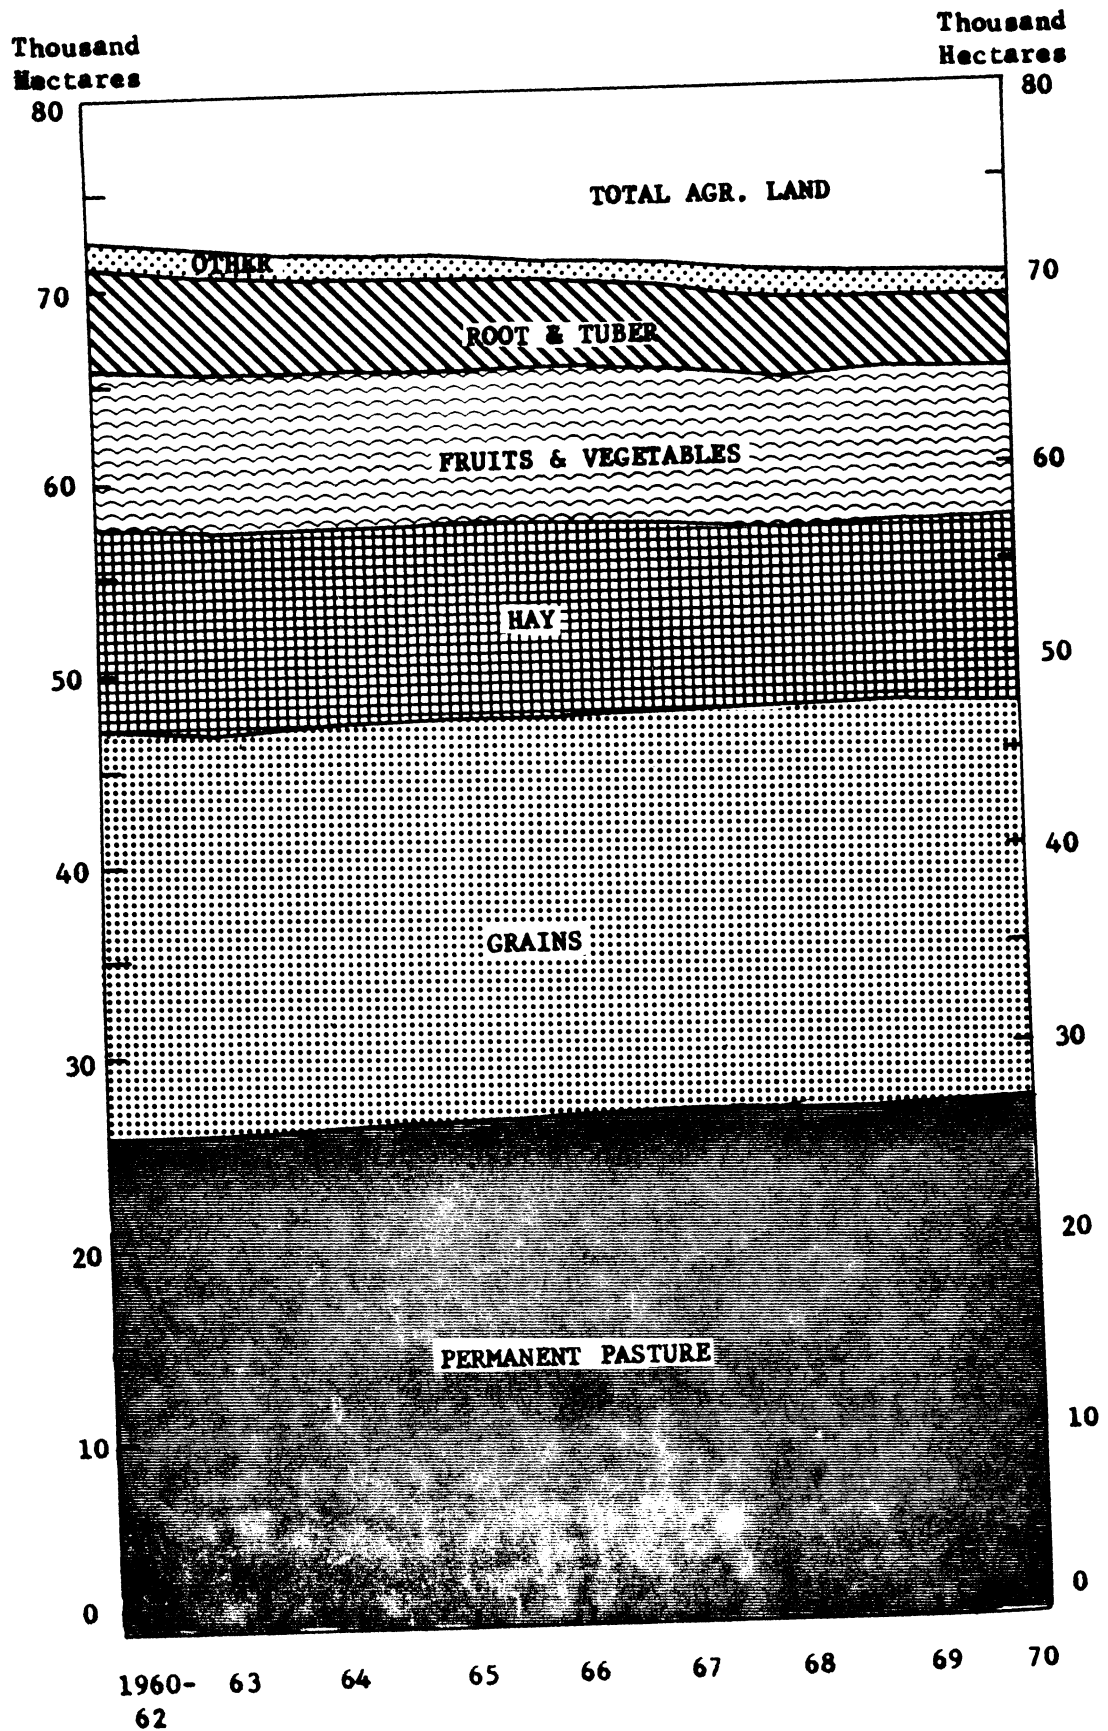 Thousand
Hectares
Thousand
Hectares
80
80
TOTAL AGR. LAND
OTHER
70
70
ROOT & TUBER
FRUITS & VEGETABLES
60
60
HAY
50
50
40
40
GRAINS
30
30
20
20
PERMANENT PASTURE
10
10
0
0
1960-
62
63
64
65
66
67
68
69
70